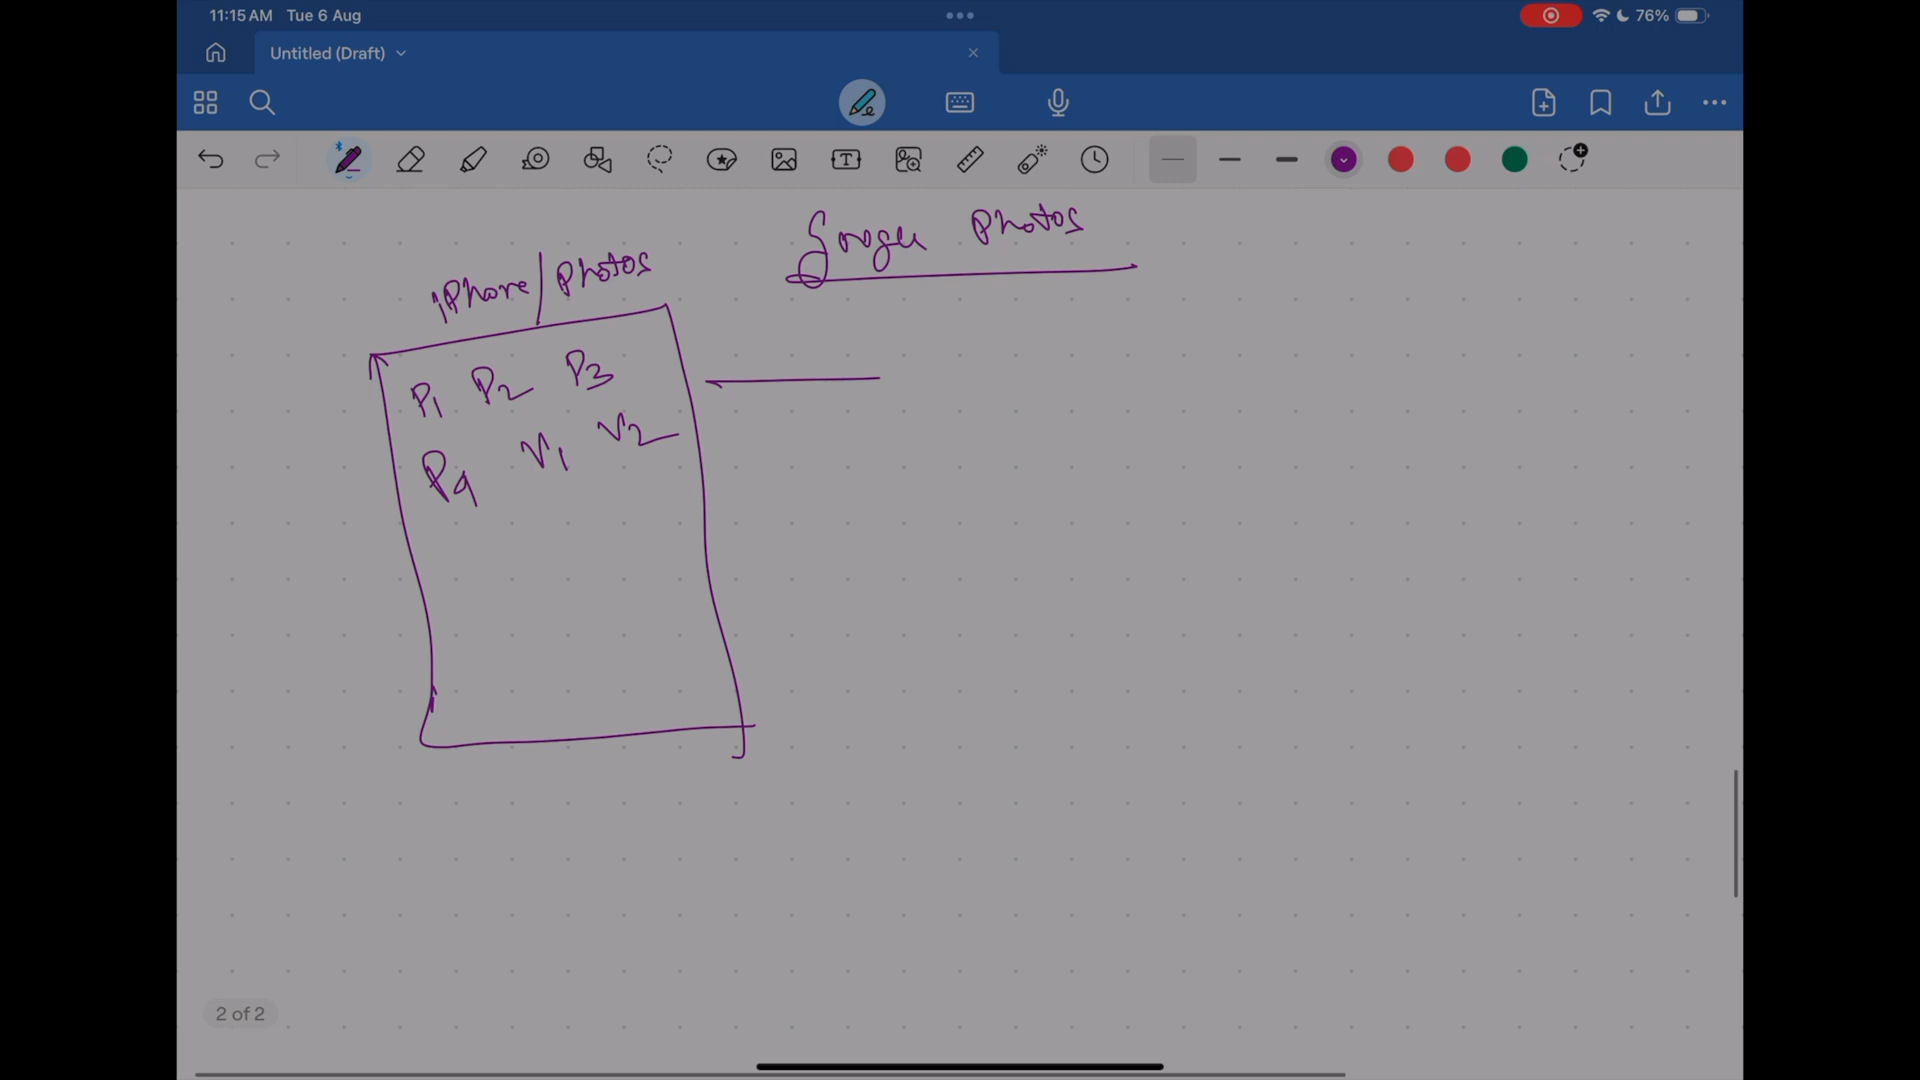 11:15 AM Tue 6 Aug
76%
Untitled (Draft)
Google Photos
iPhone/Photos
P1 P2 P3
P4 V1 V2
2 of 2